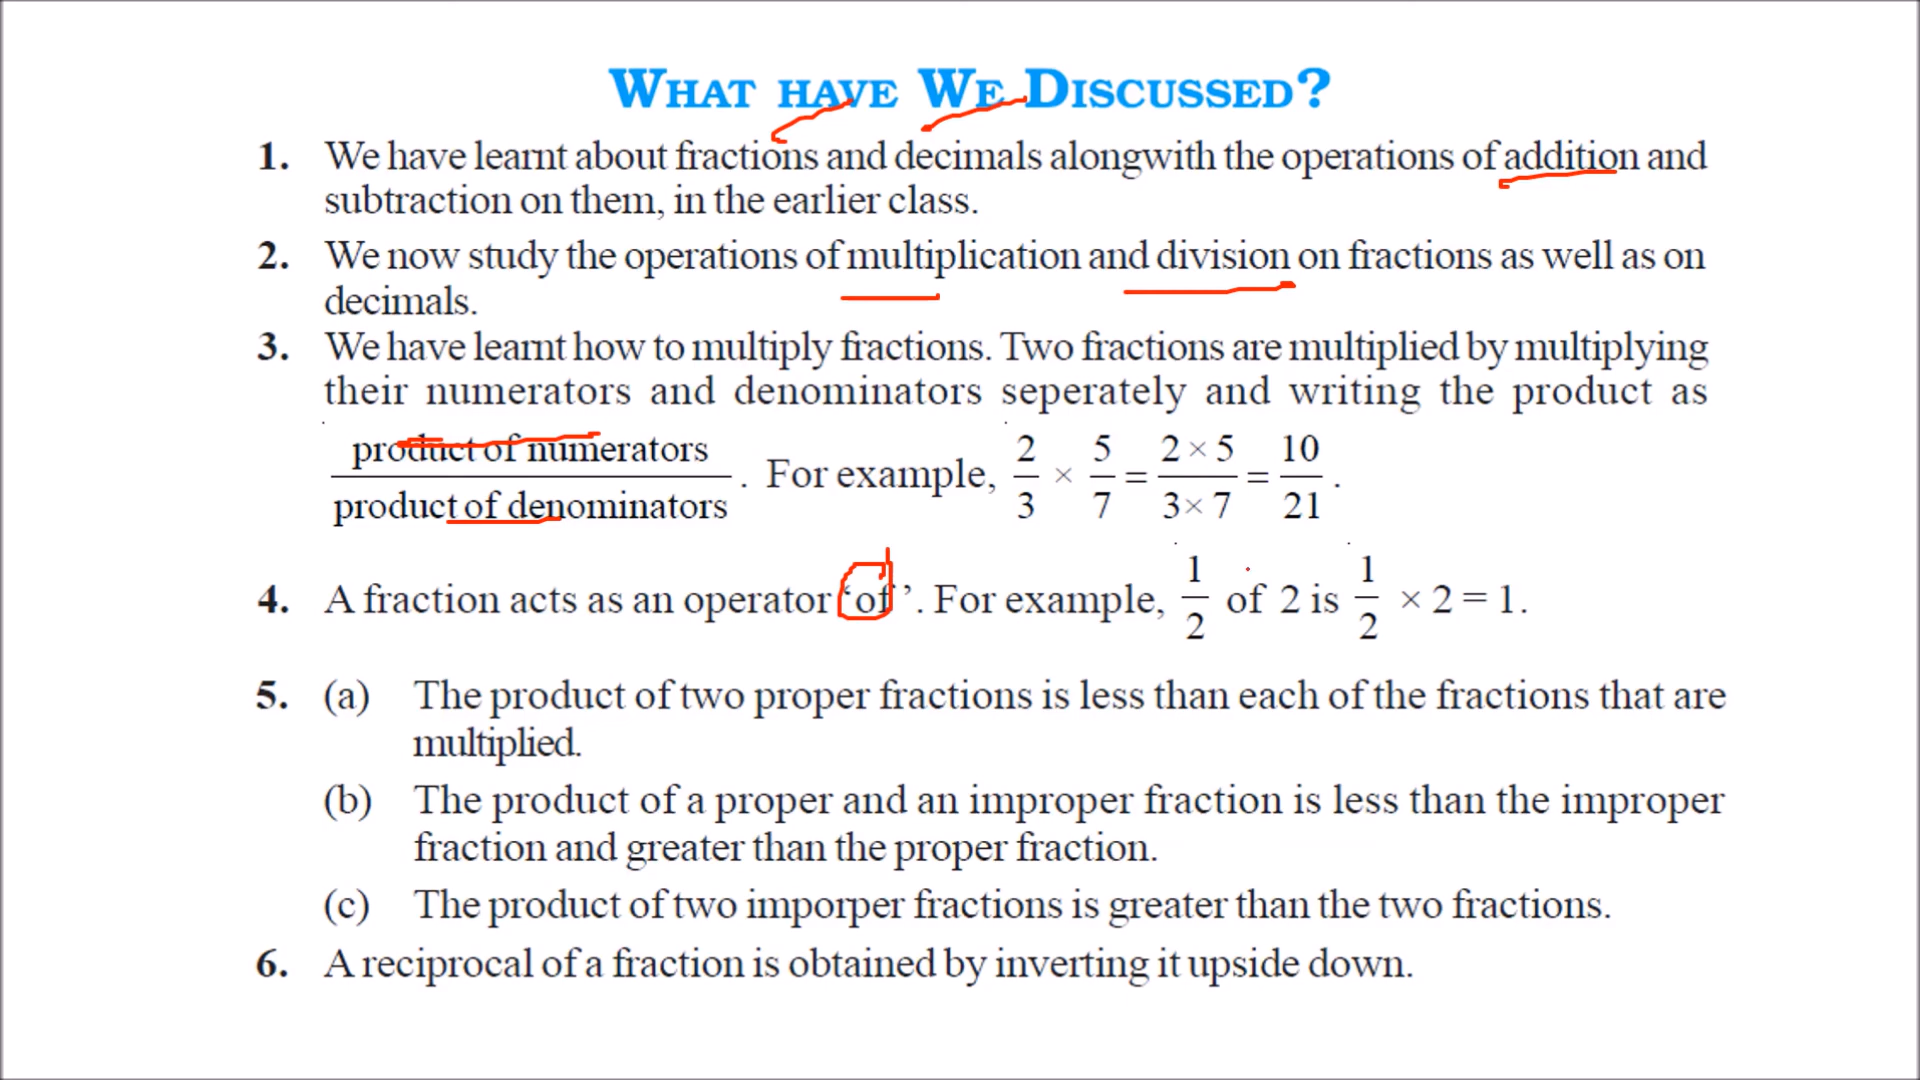 WHAT HAVE WE DISCUSSED?
1. We have learnt about fractions and decimals alongwith the operations of addition and
subtraction on them, in the earlier class.
2. We now study the operations of multiplication and division on fractions as well as on
decimals.
3. We have learnt how to multiply fractions. Two fractions are multiplied by multiplying
their numerators and denominators seperately and writing the product as
product of numerators / product of denominators . For example, 2/3 × 5/7 = 2 × 5 / 3 × 7 = 10/21 .
4. A fraction acts as an operator ‘of’. For example, 1/2 of 2 is 1/2 × 2 = 1.
5. (a) The product of two proper fractions is less than each of the fractions that are
multiplied.
(b) The product of a proper and an improper fraction is less than the improper
fraction and greater than the proper fraction.
(c) The product of two imporper fractions is greater than the two fractions.
6. A reciprocal of a fraction is obtained by inverting it upside down.